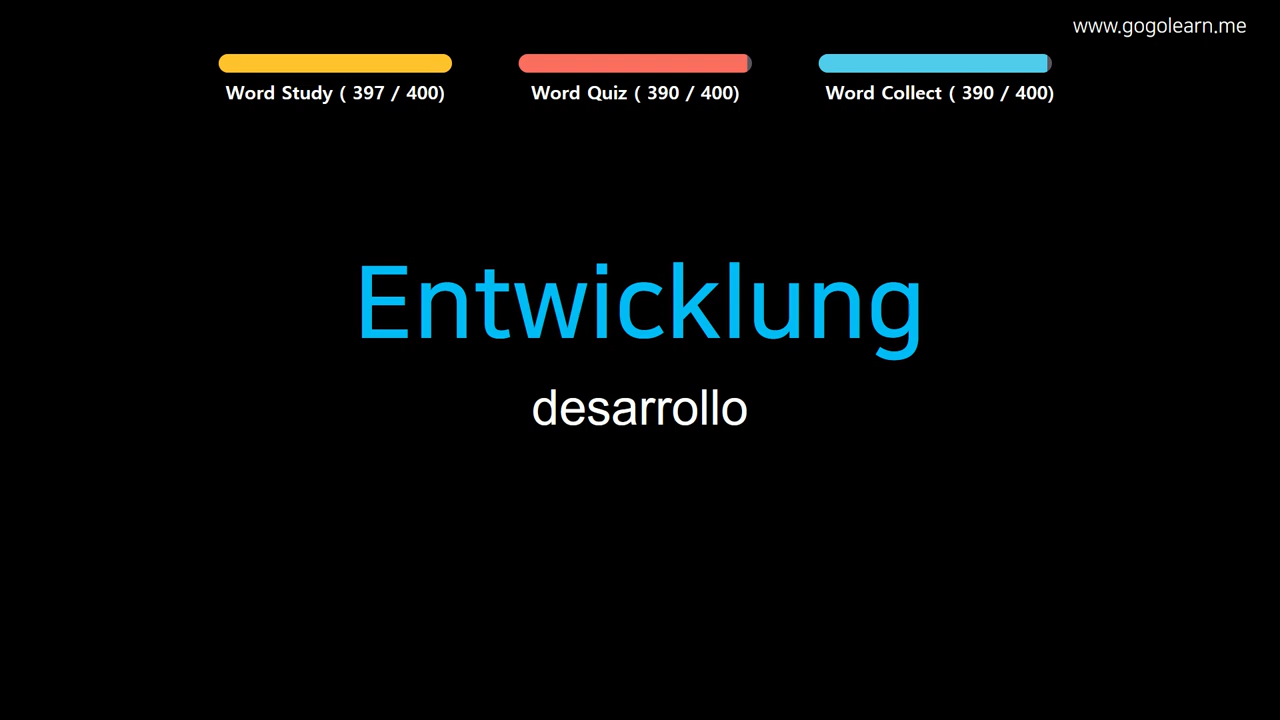 www.gogolearn.me
Word Study ( 397 / 400)
Word Quiz ( 390 / 400)
Word Collect ( 390 / 400)
Entwicklung
desarrollo